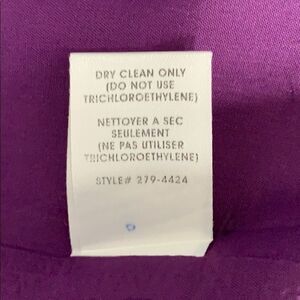 DRY CLEAN ONLY
(DO NOT USE
TRICHLOROETHYLENE)
NETTOYER A SEC
SEULEMENT
(NE PAS UTILISER
TRICHLOROETHYLENE)
STYLE# 279-4424